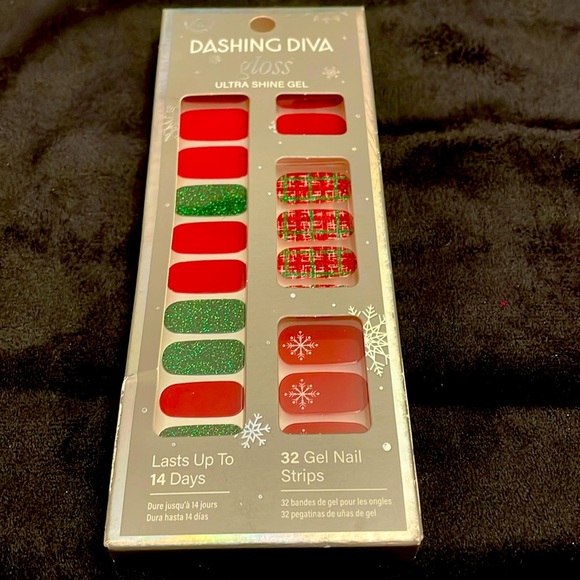 DASHING DIVA
gloss
ULTRA SHINE GEL
Lasts Up To
14 Days
Dure jusqu'à 14 jours
Dura hasta 14 días
32 Gel Nail
Strips
32 bandes de gel pour les ongles
32 pegatinas de uñas de gel